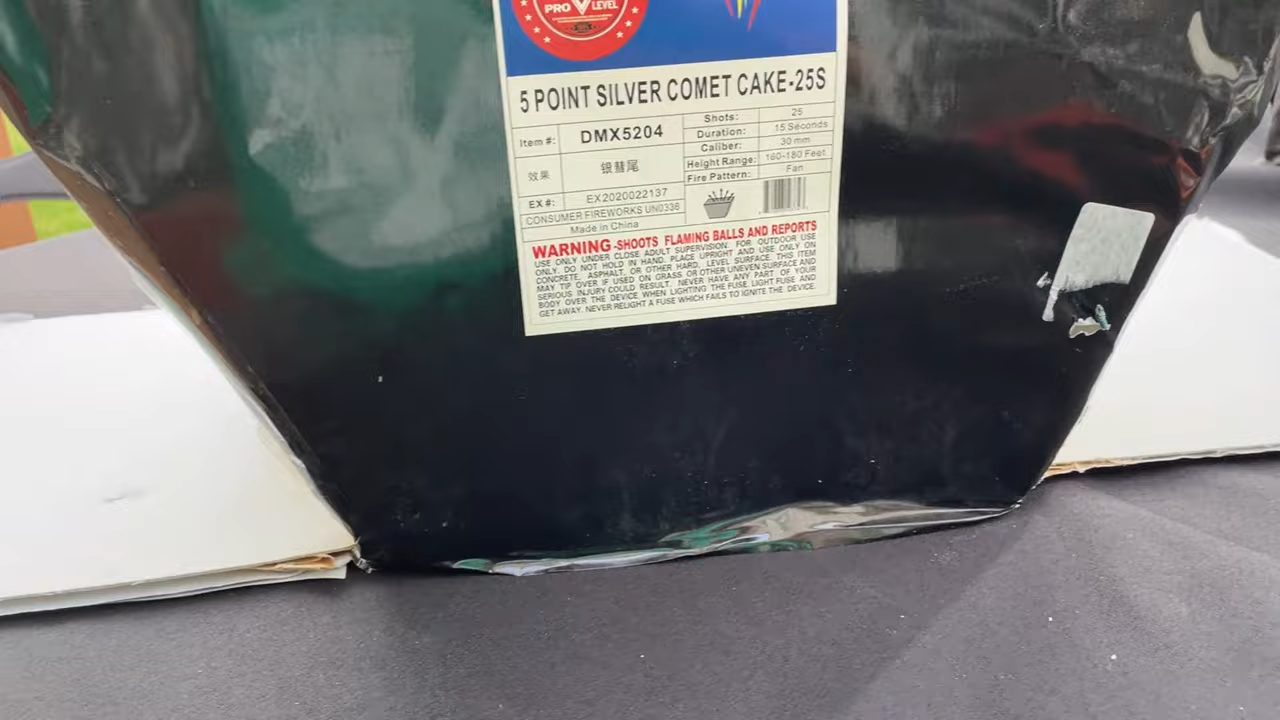 PRO V LEVEL
5 POINT SILVER COMET CAKE-25S
Item #: DMX5204
效果 银彗尾
EX #: EX2020022137
CONSUMER FIREWORKS UN0336
Made in China
Shots: 25
Duration: 15 Seconds
Caliber: 30 mm
Height Range: 160-180 Feet
Fire Pattern: Fan
WARNING-SHOOTS FLAMING BALLS AND REPORTS
USE ONLY UNDER CLOSE ADULT SUPERVISION. FOR OUTDOOR USE
ONLY. DO NOT HOLD IN HAND. PLACE UPRIGHT AND USE ONLY ON
CONCRETE, ASPHALT, OR OTHER HARD, LEVEL SURFACE. THIS ITEM
MAY TIP OVER IF USED ON GRASS OR OTHER UNEVEN SURFACE AND
SERIOUS INJURY COULD RESULT. NEVER HAVE ANY PART OF YOUR
BODY OVER THE DEVICE WHEN LIGHTING THE FUSE. LIGHT FUSE AND
GET AWAY. NEVER RELIGHT A FUSE WHICH FAILS TO IGNITE THE DEVICE.